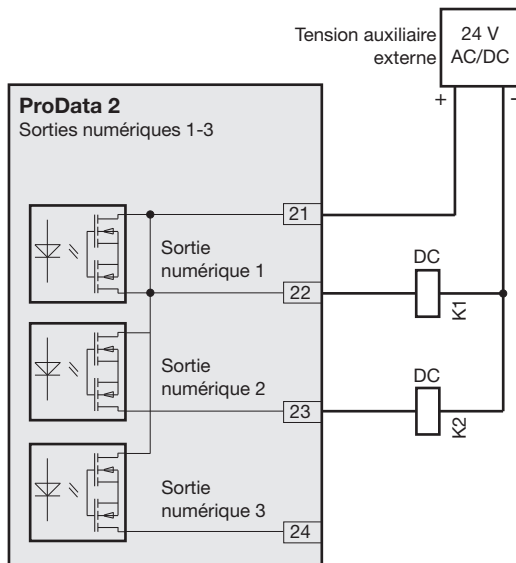 Tension auxiliaire
externe
24 V
AC/DC
+
-
ProData 2
Sorties numériques 1-3
21
Sortie
numérique 1
22
DC
K1
Sortie
numérique 2
23
DC
K2
Sortie
numérique 3
24